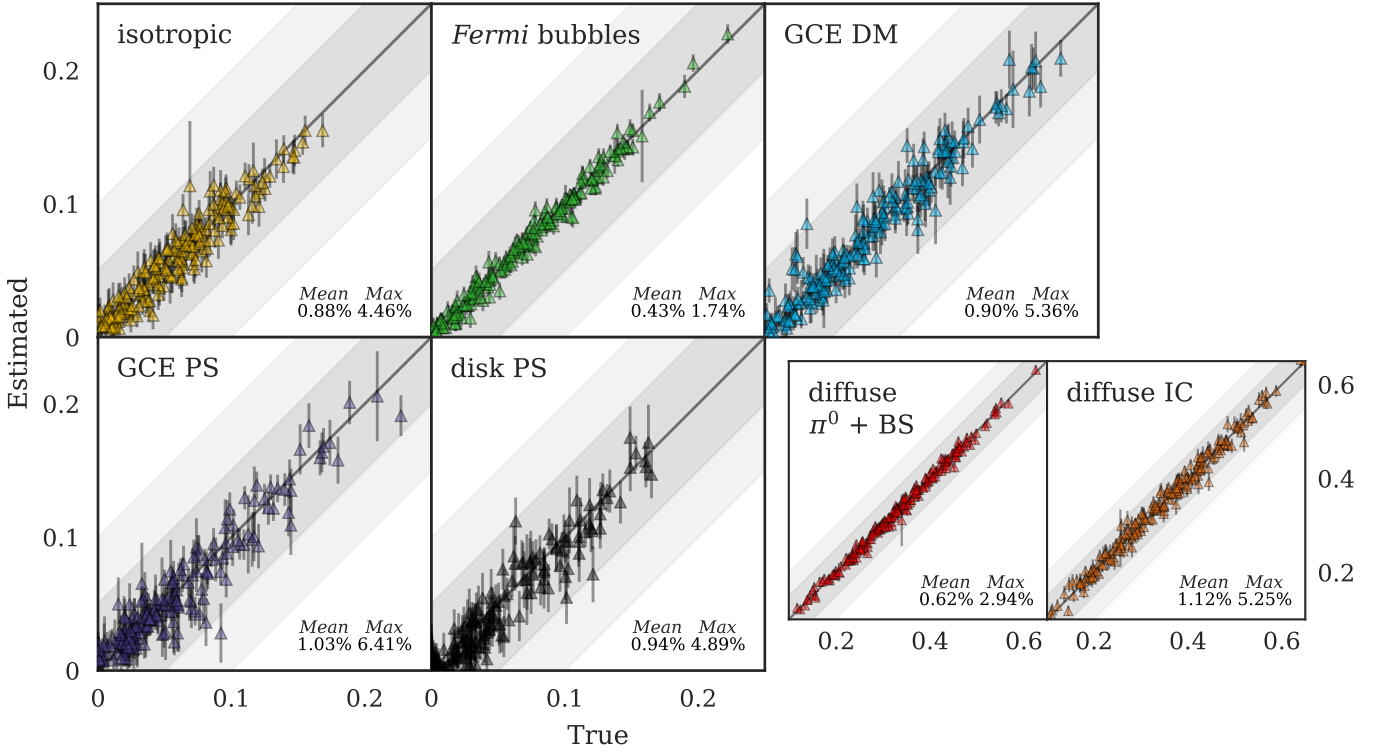 isotropic
Fermi bubbles
GCE DM
0.2
0.1
0
Mean Max
0.88% 4.46%
Mean Max
0.43% 1.74%
Mean Max
0.90% 5.36%
Estimated
GCE PS
disk PS
diffuse
π⁰ + BS
diffuse IC
0.2
0.1
0
Mean Max
1.03% 6.41%
Mean Max
0.94% 4.89%
Mean Max
0.62% 2.94%
Mean Max
1.12% 5.25%
0.6
0.4
0.2
0.2 0.4 0.6
0.2 0.4 0.6
0 0.1 0.2
0 0.1 0.2
True